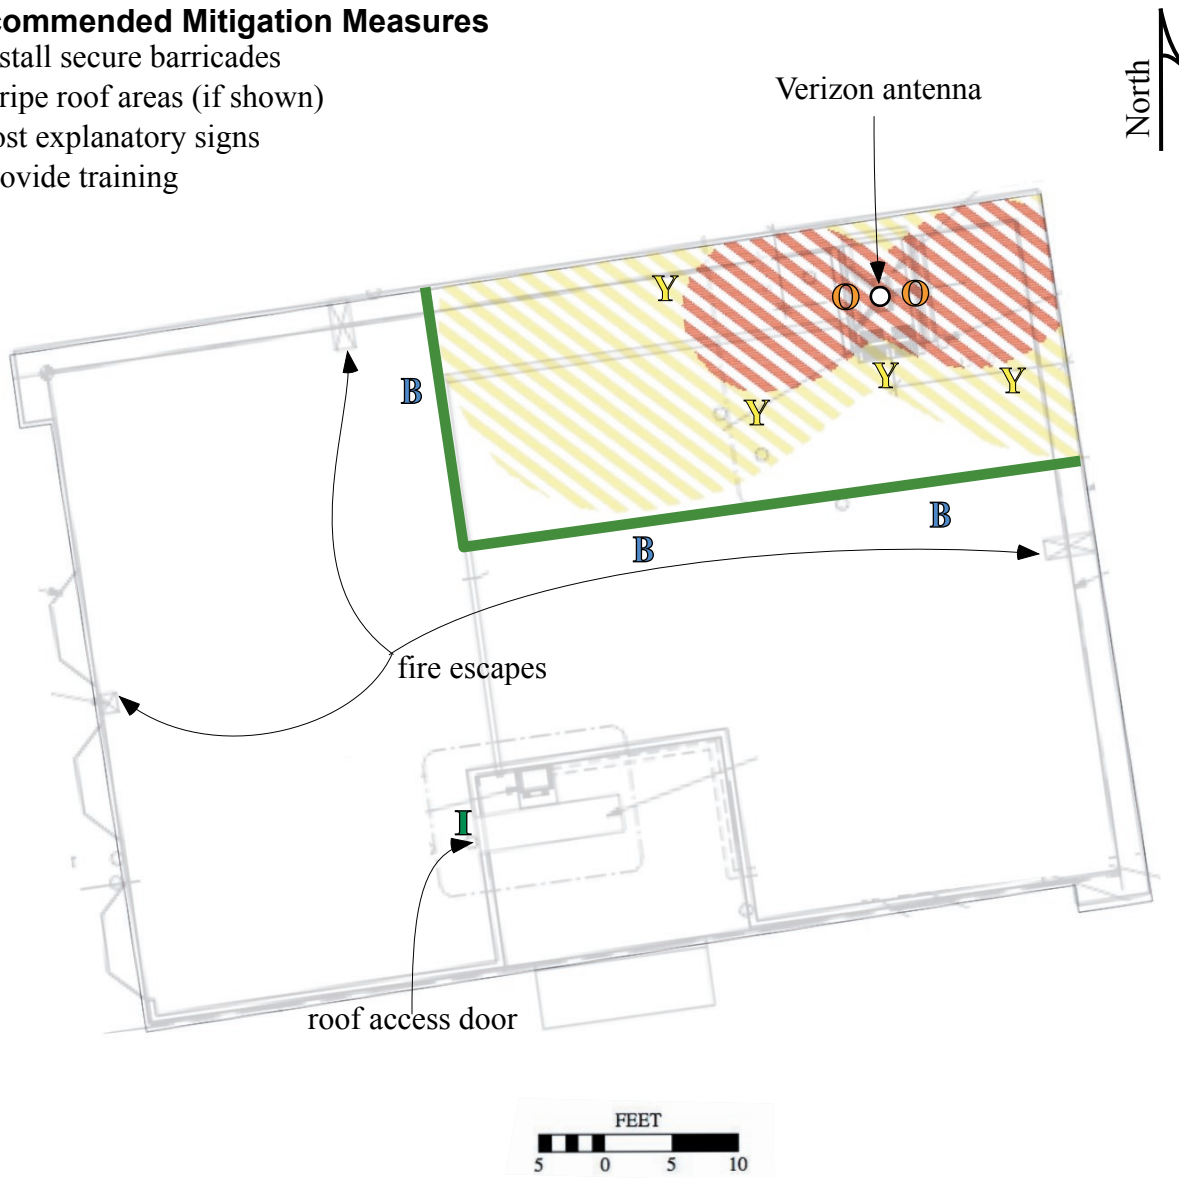 commended Mitigation Measures
stall secure barricades
ripe roof areas (if shown)
ost explanatory signs
ovide training
Verizon antenna
North
Y
O O
B
Y
Y
Y
B
B
fire escapes
I
roof access door
FEET
5 0 5 10